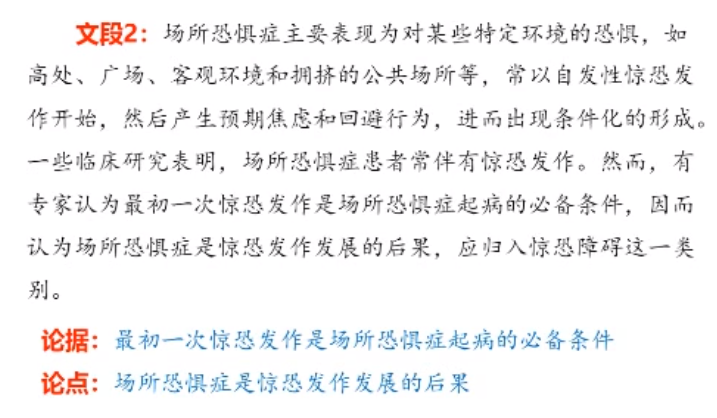 文段2：场所恐惧症主要表现为对某些特定环境的恐惧，如
高处、广场、客观环境和拥挤的公共场所等，常以自发性惊恐发
作开始，然后产生预期焦虑和回避行为，进而出现条件化的形成。
一些临床研究表明，场所恐惧症患者常伴有惊恐发作。然而，有
专家认为最初一次惊恐发作是场所恐惧症起病的必备条件，因而
认为场所恐惧症是惊恐发作发展的后果，应归入惊恐障碍这一类
别。
论据：最初一次惊恐发作是场所恐惧症起病的必备条件
论点：场所恐惧症是惊恐发作发展的后果